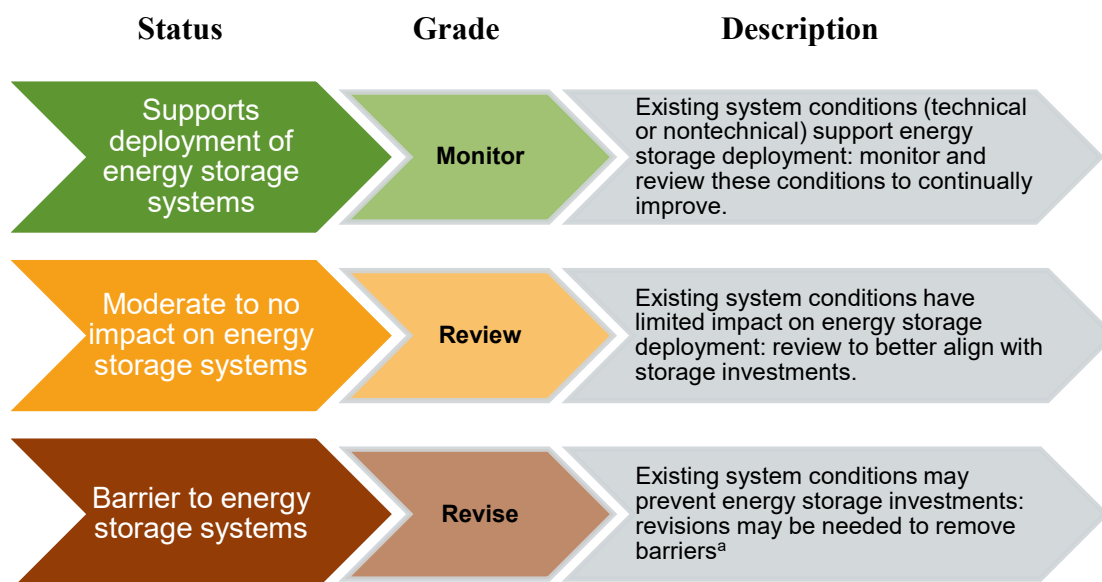 Status Grade Description
Supports
deployment of
energy storage
systems
Monitor
Existing system conditions (technical
or nontechnical) support energy
storage deployment: monitor and
review these conditions to continually
improve.
Moderate to no
impact on energy
storage systems
Review
Existing system conditions have
limited impact on energy storage
deployment: review to better align with
storage investments.
Barrier to energy
storage systems
Revise
Existing system conditions may
prevent energy storage investments:
revisions may be needed to remove
barriersᵃ